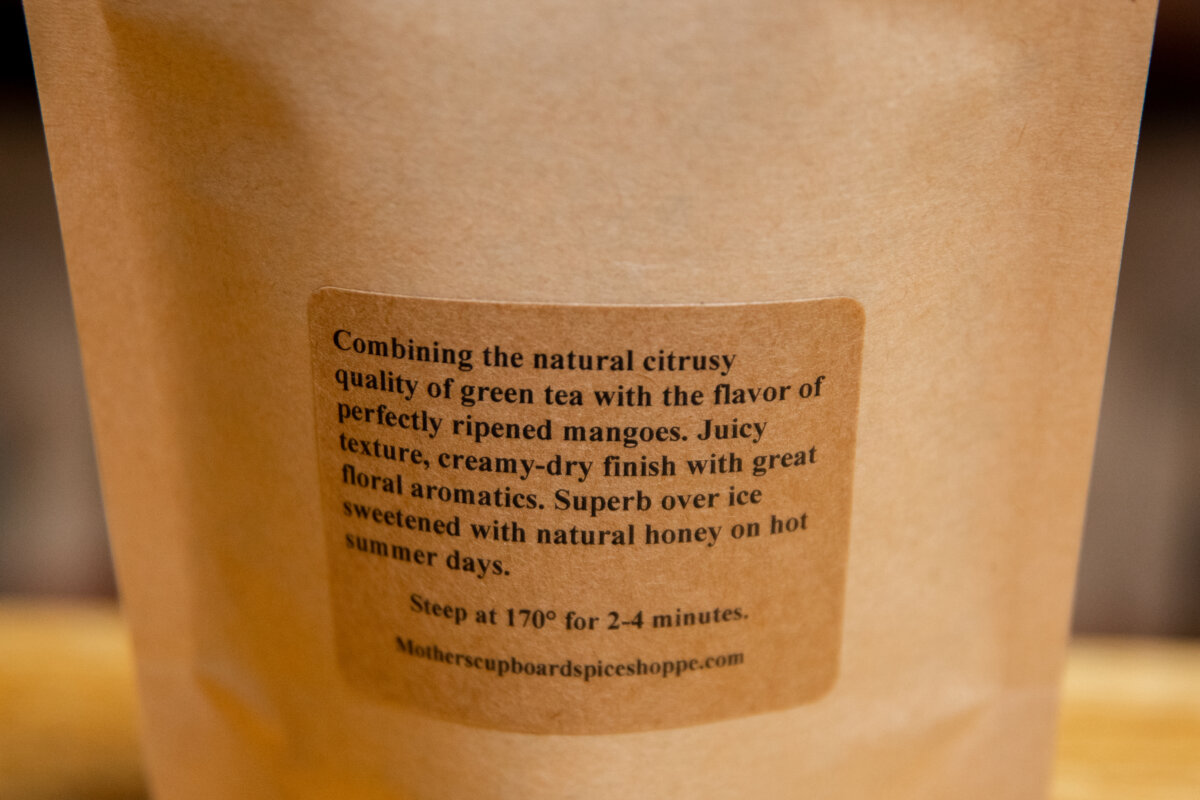 Combining the natural citrusy
quality of green tea with the flavor of
perfectly ripened mangoes. Juicy
texture, creamy-dry finish with great
floral aromatics. Superb over ice
sweetened with natural honey on hot
summer days.
Steep at 170° for 2-4 minutes.
Motherscupboardspiceshoppe.com